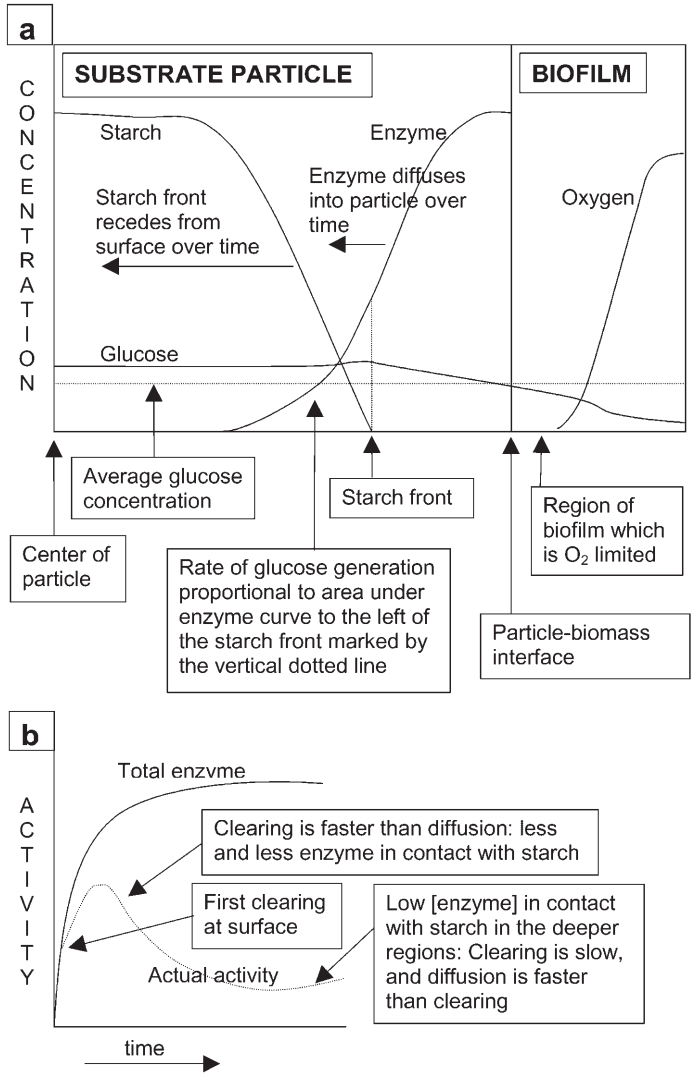 a
SUBSTRATE PARTICLE
BIOFILM
CONCENTRATION
Starch
Enzyme
Enzyme diffuses
into particle over
time
Oxygen
Starch front
recedes from
surface over time
Glucose
Average glucose
concentration
Starch front
Region of
biofilm which
is O₂ limited
Center of
particle
Rate of glucose generation
proportional to area under
enzyme curve to the left of
the starch front marked by
the vertical dotted line
Particle-biomass
interface
b
ACTIVITY
Total enzyme
Clearing is faster than diffusion: less
and less enzyme in contact with starch
First clearing
at surface
Low [enzyme] in contact
with starch in the deeper
regions: Clearing is slow,
and diffusion is faster
than clearing
Actual activity
time